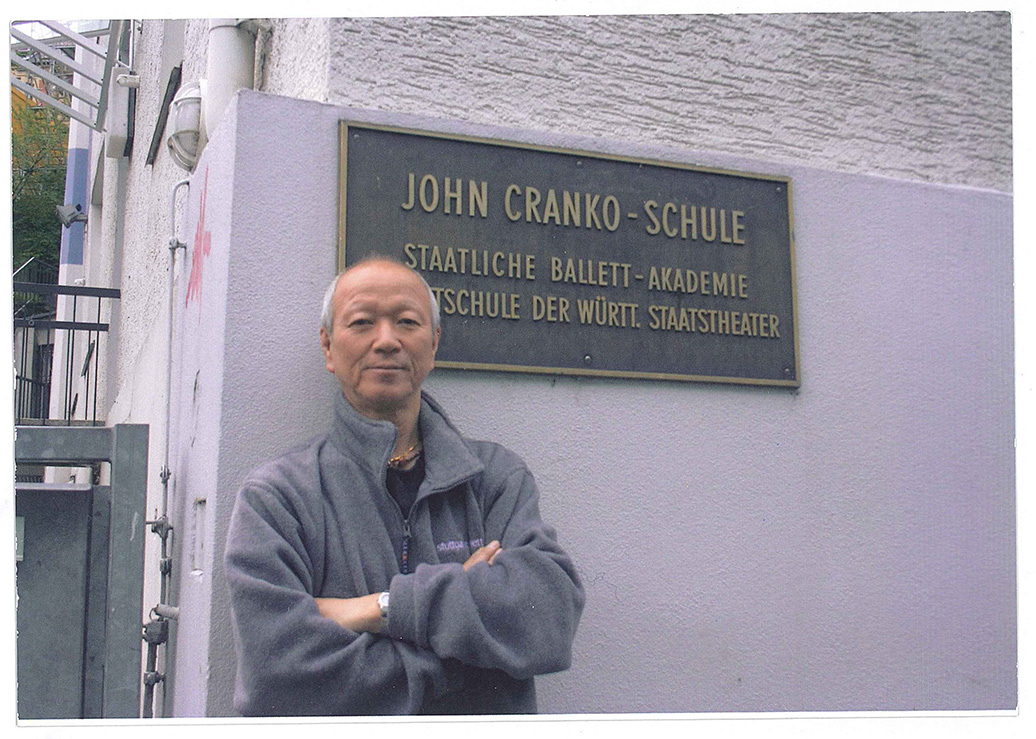 JOHN CRANKO - SCHULE
STAATLICHE BALLETT - AKADEMIE
TSCHULE DER WÜRTT. STAATSTHEATER